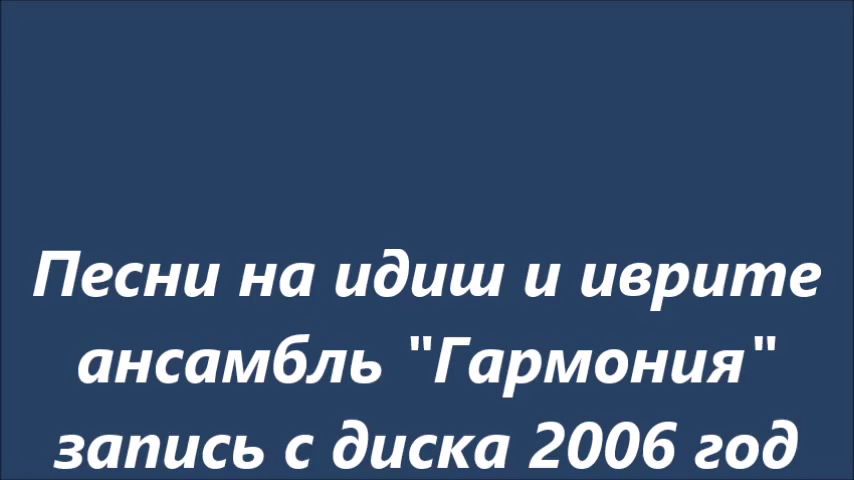 Песни на идиш и иврите
ансамбль "Гармония"
запись с диска 2006 год